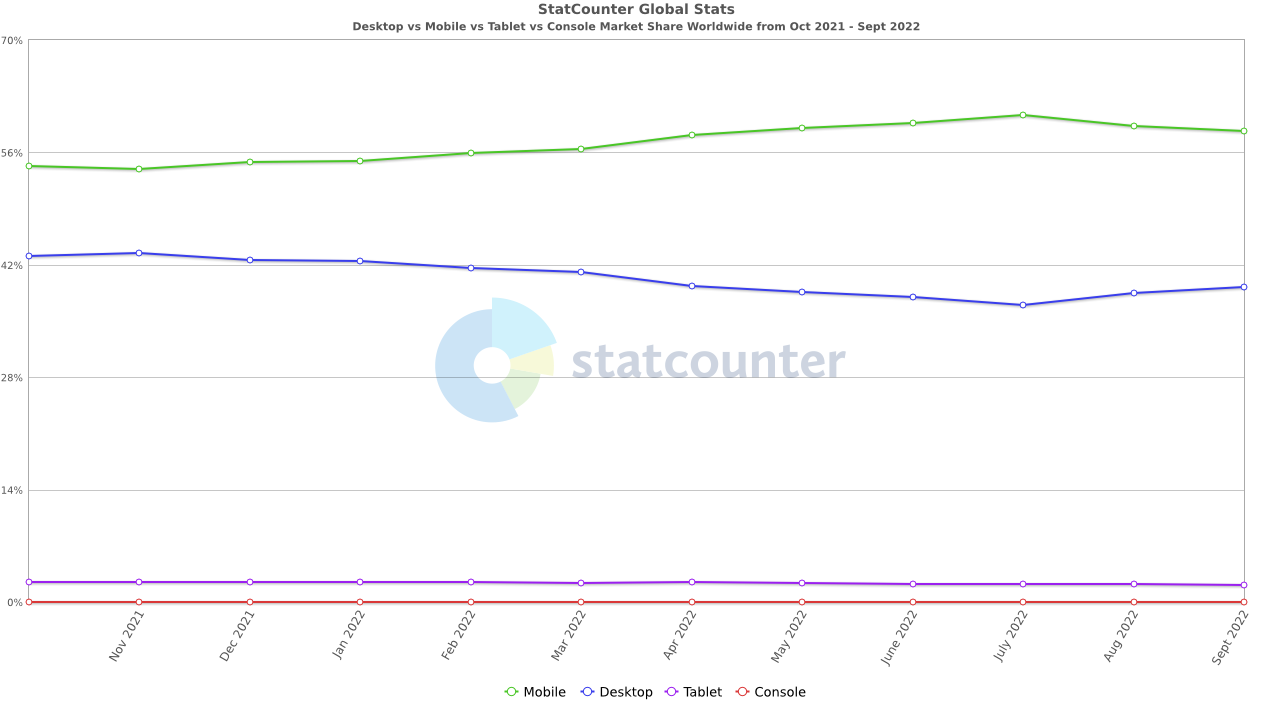 StatCounter Global Stats
Desktop vs Mobile vs Tablet vs Console Market Share Worldwide from Oct 2021 - Sept 2022
70%
56%
42%
28%
14%
0%
statcounter
Nov 2021
Dec 2021
Jan 2022
Feb 2022
Mar 2022
Apr 2022
May 2022
June 2022
July 2022
Aug 2022
Sept 2022
Mobile Desktop Tablet Console